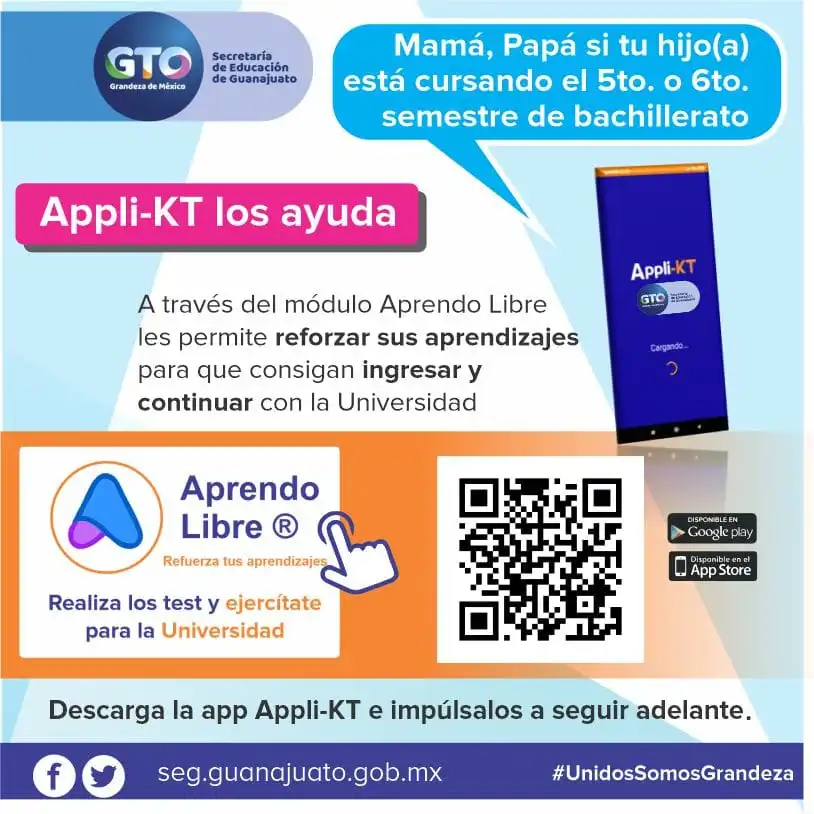 GTO
Grandeza de México
Secretaría
de Educación
de Guanajuato
Mamá, Papá si tu hijo(a)
está cursando el 5to. o 6to.
semestre de bachillerato
Appli-KT los ayuda
Appli-KT
GTO
Cargando...
A través del módulo Aprendo Libre
les permite reforzar sus aprendizajes
para que consigan ingresar y
continuar con la Universidad
Aprendo
Libre ®
Refuerza tus aprendizajes
Realiza los test y ejercítate
para la Universidad
DISPONIBLE EN
Google play
Disponible en el
App Store
Descarga la app Appli-KT e impúlsalos a seguir adelante.
seg.guanajuato.gob.mx
#UnidosSomosGrandeza